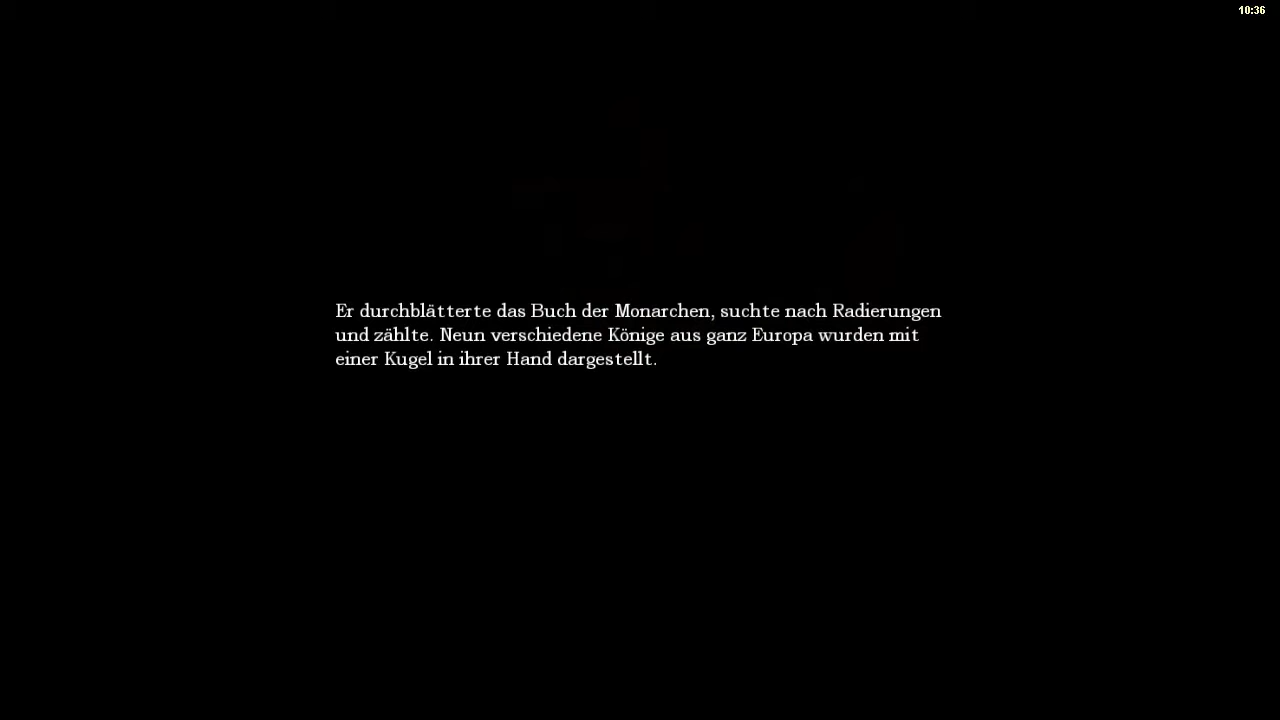 10:36
Er durchblätterte das Buch der Monarchen, suchte nach Radierungen
und zählte. Neun verschiedene Könige aus ganz Europa wurden mit
einer Kugel in ihrer Hand dargestellt.